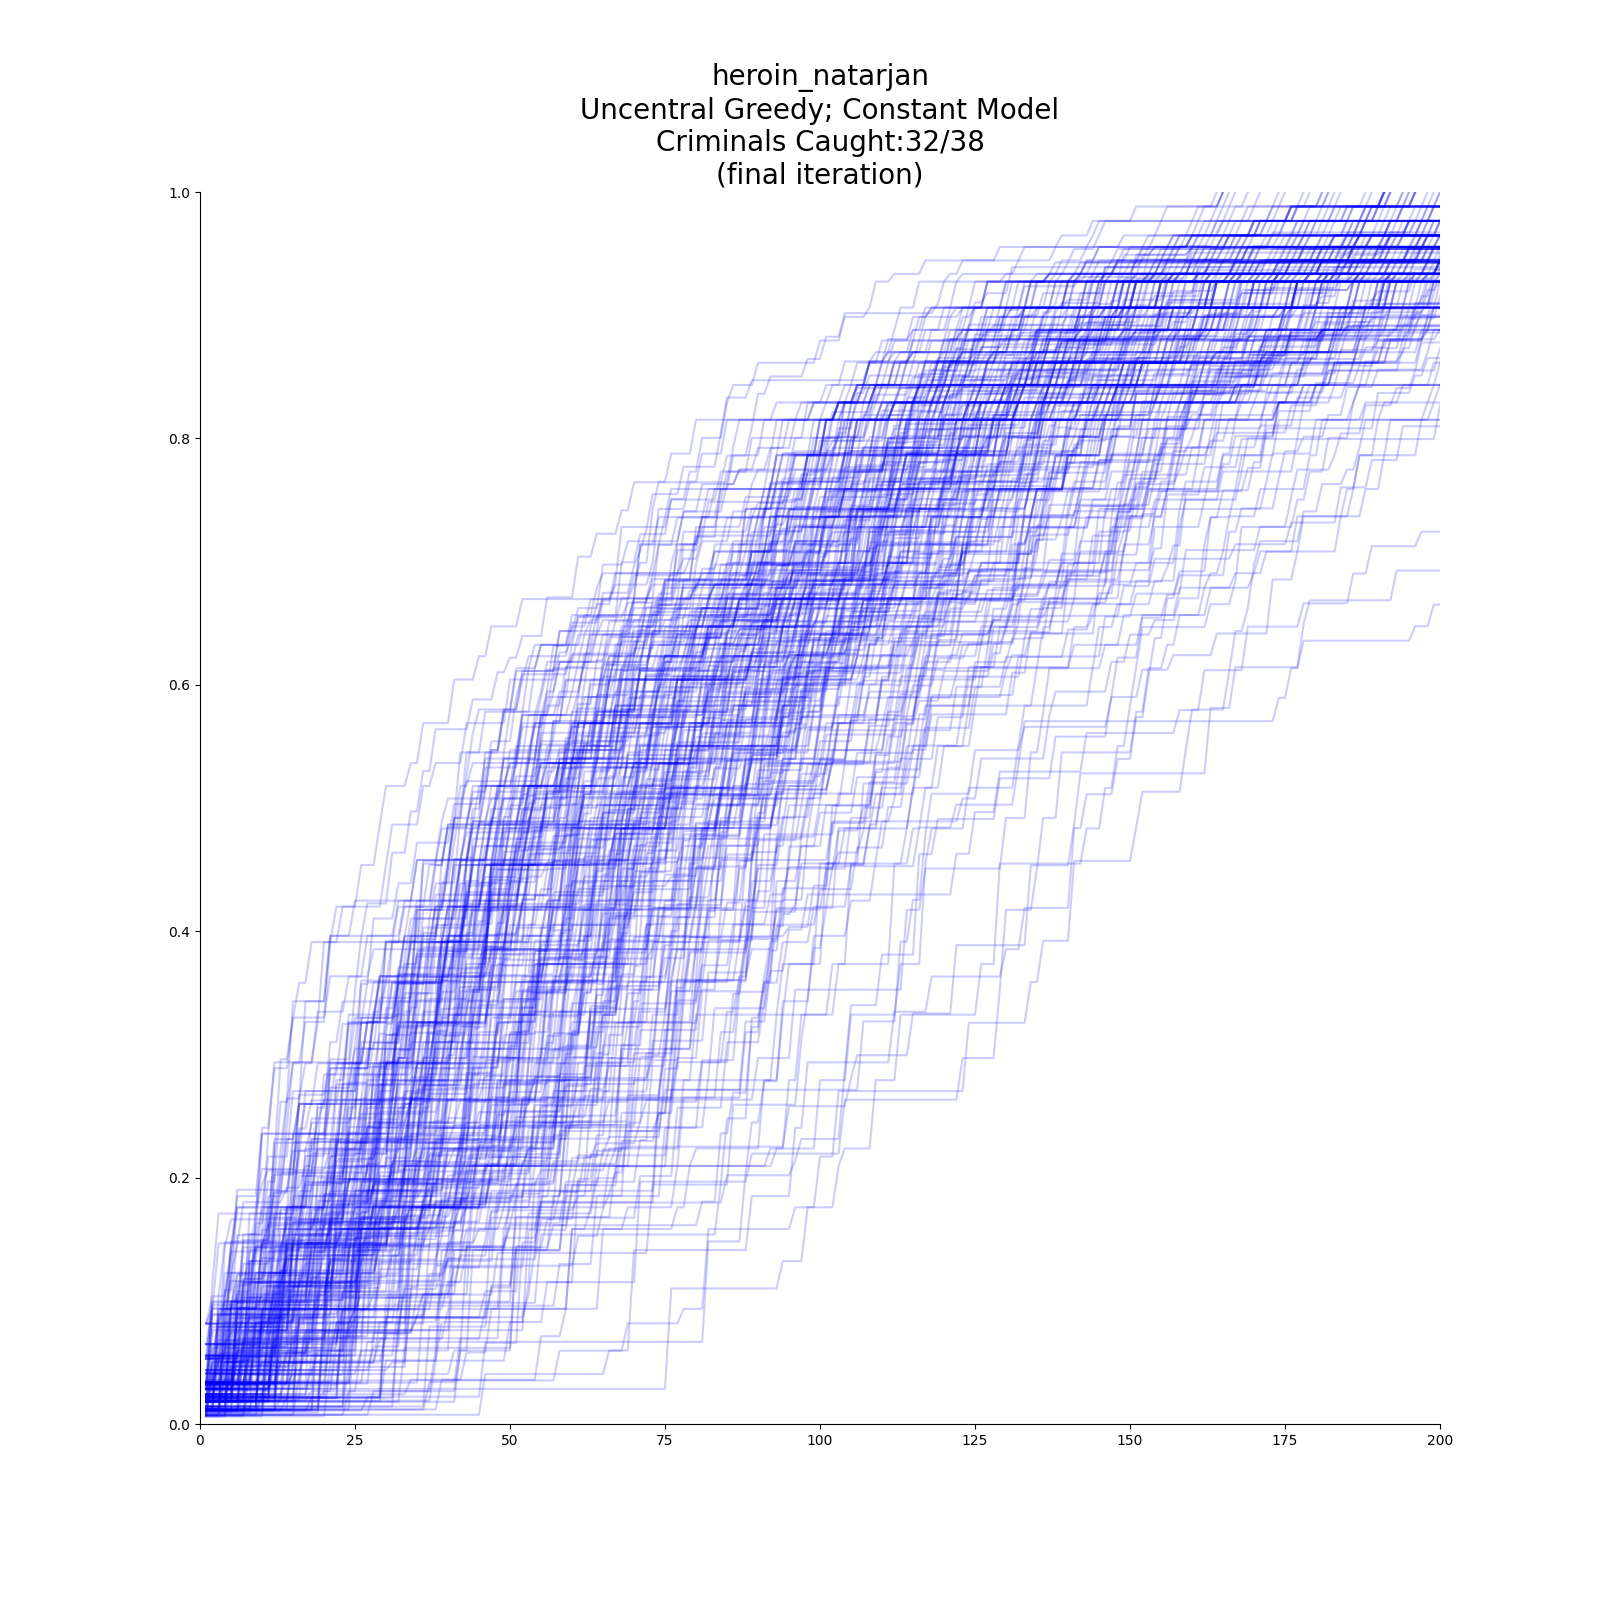 heroin_natarjan
Uncentral Greedy; Constant Model
Criminals Caught:32/38
(final iteration)
1.0
0.8
0.6
0.4
0.2
0.0
0 25 50 75 100 125 150 175 200